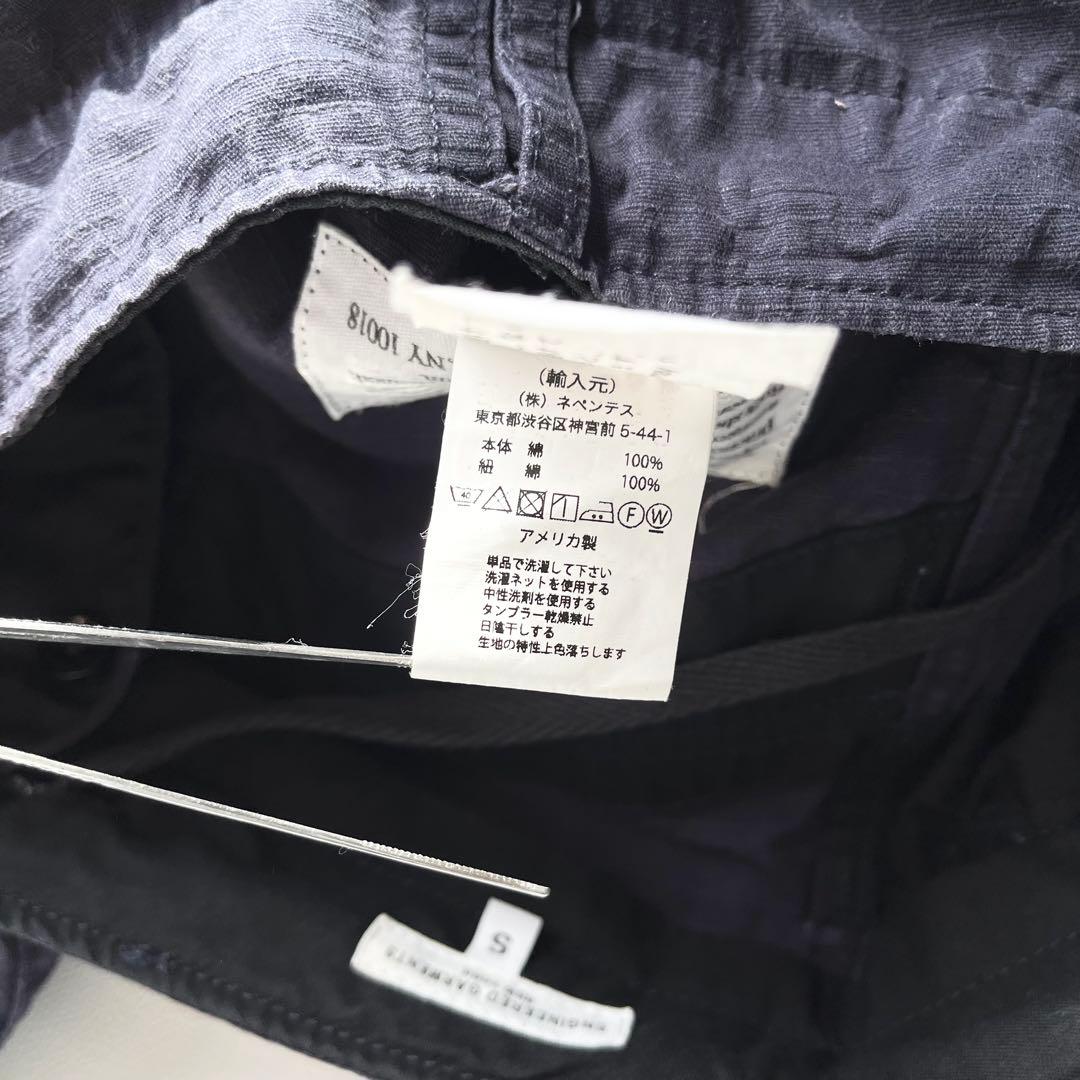 NY 10018
(輸入元)
(株) ネペンテス
東京都渋谷区神宮前 5-44-1
本体 綿 100%
紐 綿 100%
40 F W
アメリカ製
単品で洗濯して下さい
洗濯ネットを使用する
中性洗剤を使用する
タンブラー乾燥禁止
日陰干しする
生地の特性上色落ちします
S
ENGINEERED GARMENTS